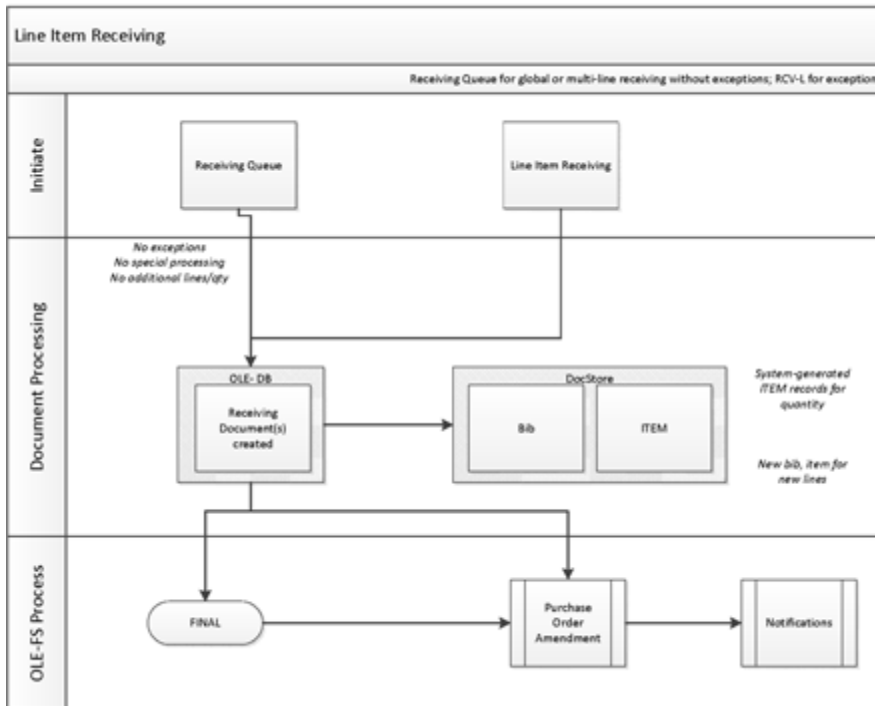 Line Item Receiving
Receiving Queue for global or multi-line receiving without exceptions; RCV-L for exception
Initiate
Receiving Queue
Line Item Receiving
Document Processing
No exceptions
No special processing
No additional lines/qty
OLE- DB
Receiving
Document(s)
created
DocStore
Bib
ITEM
System-generated
ITEM records for
quantity
New bib, item for
new lines
OLE-FS Process
FINAL
Purchase
Order
Amendment
Notifications